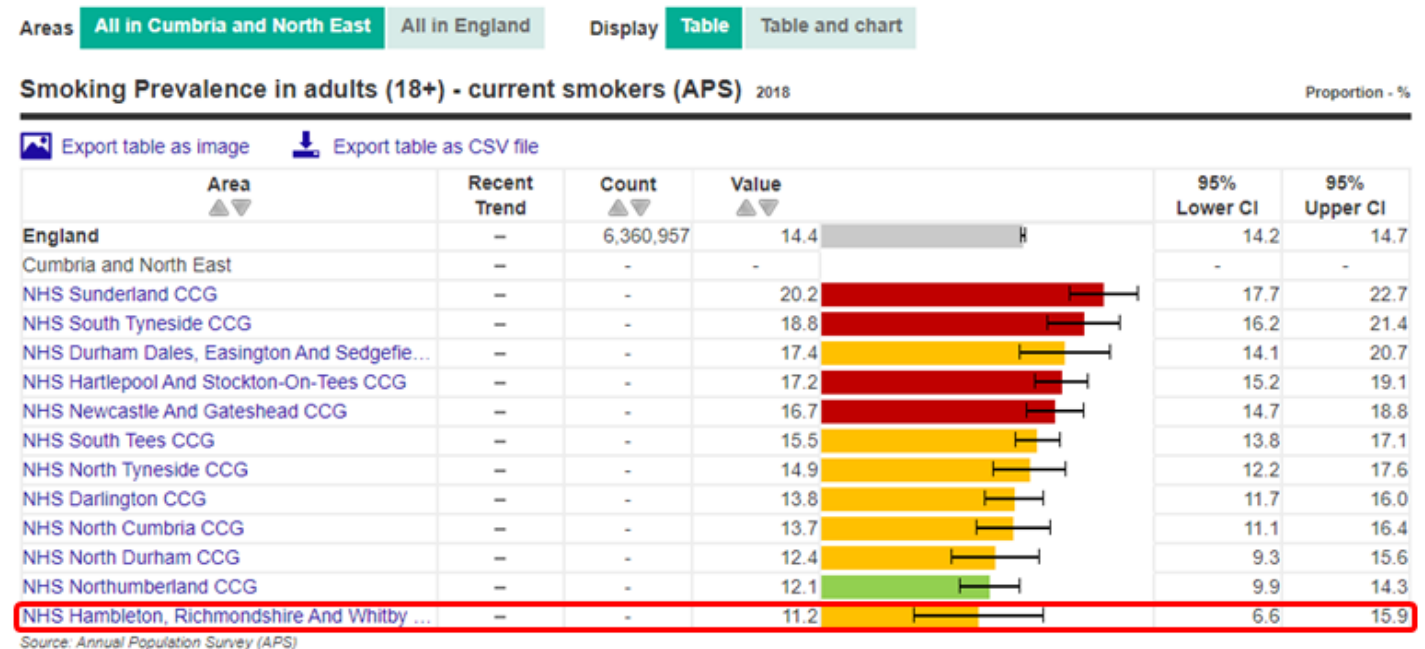 Areas All in Cumbria and North East All in England Display Table Table and chart
Smoking Prevalence in adults (18+) - current smokers (APS) 2018 Proportion - %
Export table as image Export table as CSV file
Area Recent Trend Count Value 95% Lower CI 95% Upper CI
England – 6,360,957 14.4 14.2 14.7
Cumbria and North East – - - - -
NHS Sunderland CCG – - 20.2 17.7 22.7
NHS South Tyneside CCG – - 18.8 16.2 21.4
NHS Durham Dales, Easington And Sedgefie... – - 17.4 14.1 20.7
NHS Hartlepool And Stockton-On-Tees CCG – - 17.2 15.2 19.1
NHS Newcastle And Gateshead CCG – - 16.7 14.7 18.8
NHS South Tees CCG – - 15.5 13.8 17.1
NHS North Tyneside CCG – - 14.9 12.2 17.6
NHS Darlington CCG – - 13.8 11.7 16.0
NHS North Cumbria CCG – - 13.7 11.1 16.4
NHS North Durham CCG – - 12.4 9.3 15.6
NHS Northumberland CCG – - 12.1 9.9 14.3
NHS Hambleton, Richmondshire And Whitby ... – - 11.2 6.6 15.9
Source: Annual Population Survey (APS)